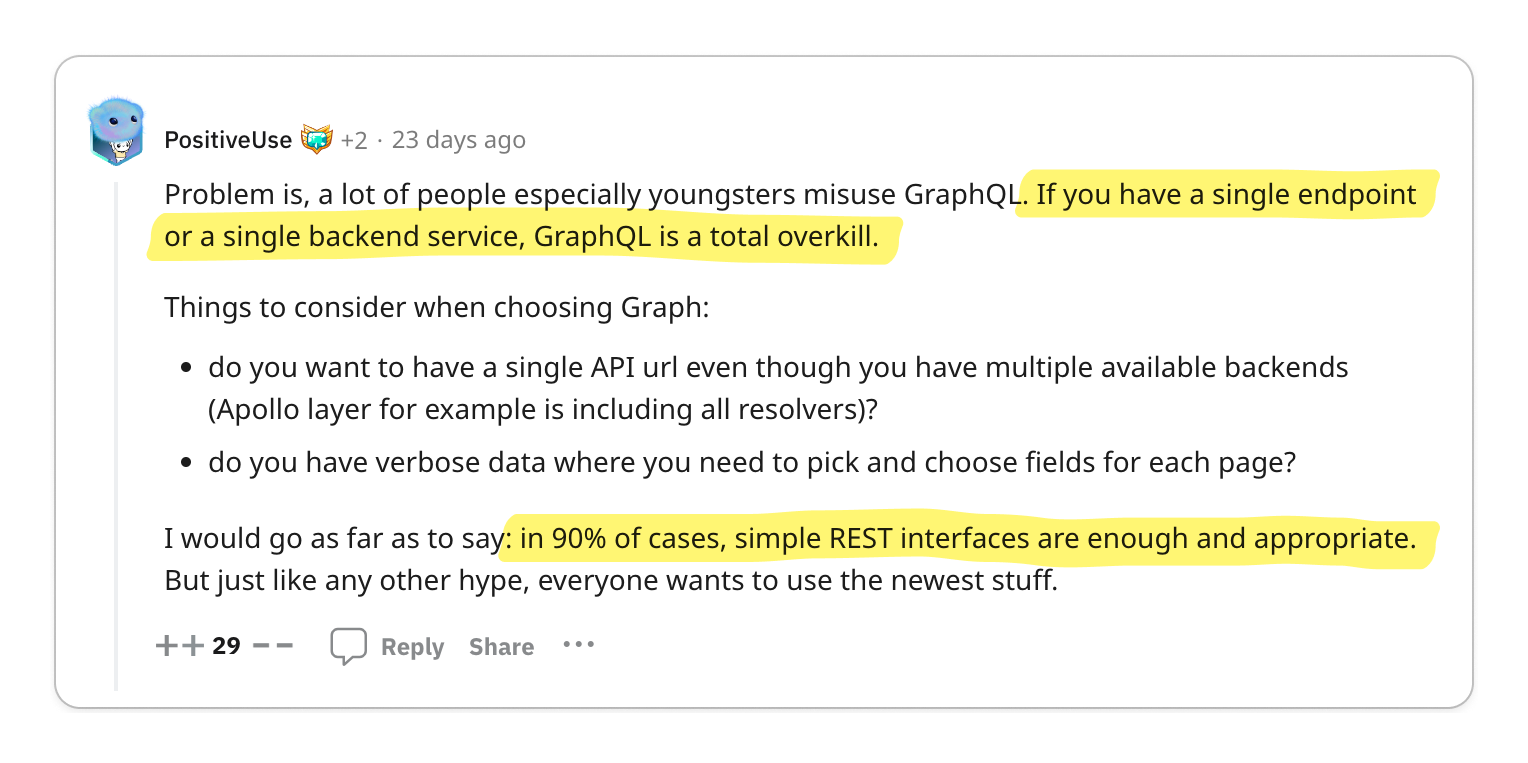 PositiveUse +2 · 23 days ago
Problem is, a lot of people especially youngsters misuse GraphQL. If you have a single endpoint
or a single backend service, GraphQL is a total overkill.
Things to consider when choosing Graph:
• do you want to have a single API url even though you have multiple available backends
(Apollo layer for example is including all resolvers)?
• do you have verbose data where you need to pick and choose fields for each page?
I would go as far as to say: in 90% of cases, simple REST interfaces are enough and appropriate.
But just like any other hype, everyone wants to use the newest stuff.
++ 29 −− Reply Share ···